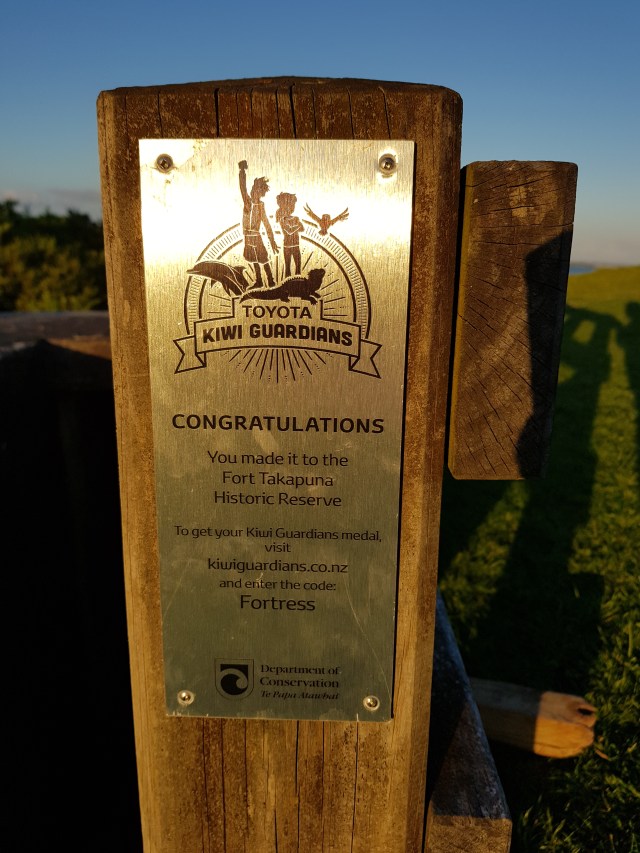 TOYOTA
KIWI GUARDIANS
CONGRATULATIONS
You made it to the
Fort Takapuna
Historic Reserve
To get your Kiwi Guardians medal,
visit
kiwiguardians.co.nz
and enter the code:
Fortress
Department of
Conservation
Te Papa Atawhai